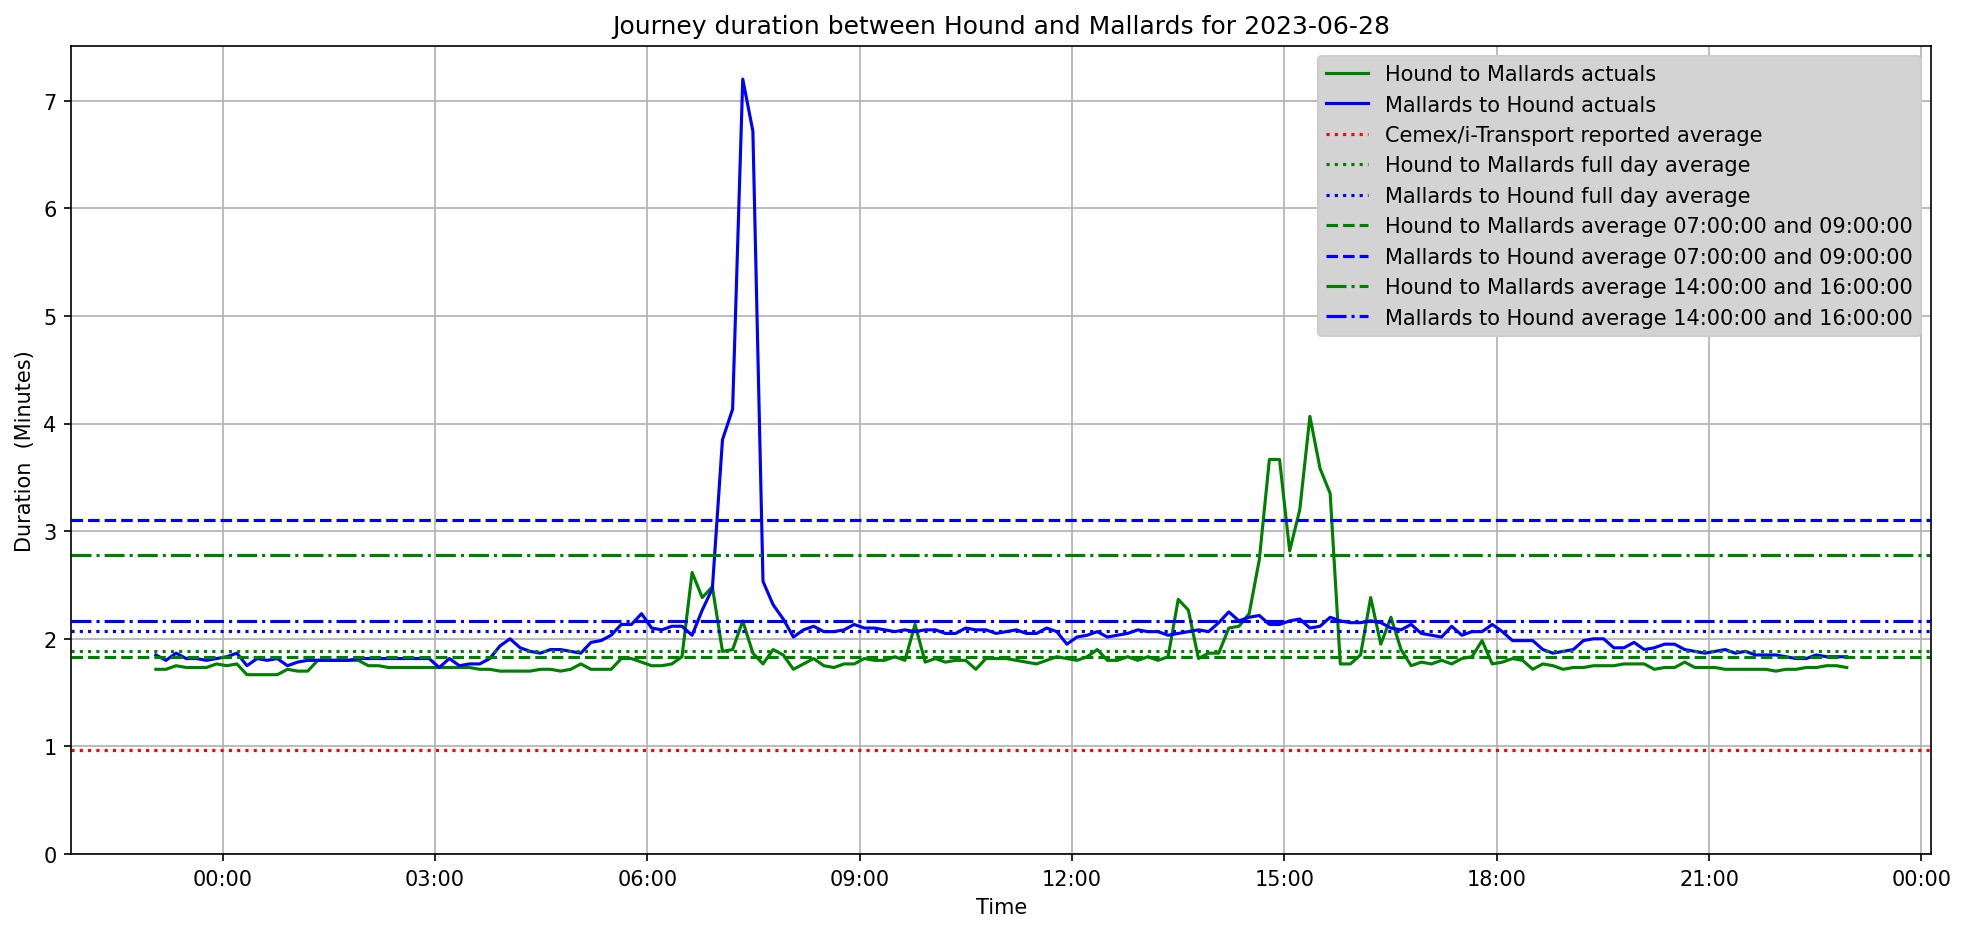 Journey duration between Hound and Mallards for 2023-06-28
Hound to Mallards actuals
Mallards to Hound actuals
Cemex/i-Transport reported average
Hound to Mallards full day average
Mallards to Hound full day average
Hound to Mallards average 07:00:00 and 09:00:00
Mallards to Hound average 07:00:00 and 09:00:00
Hound to Mallards average 14:00:00 and 16:00:00
Mallards to Hound average 14:00:00 and 16:00:00
Duration (Minutes)
7
6
5
4
3
2
1
0
00:00 03:00 06:00 09:00 12:00 15:00 18:00 21:00 00:00
Time